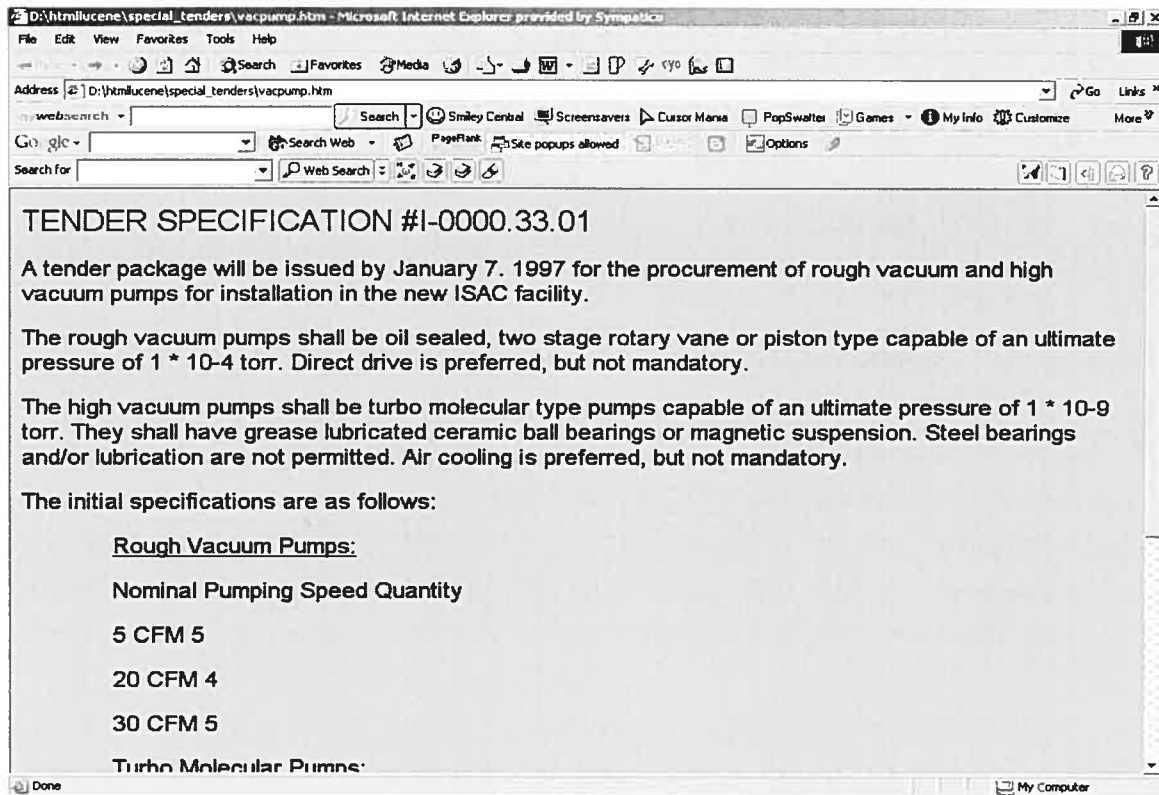 D:\htmllucene\special_tenders\vacpump.htm - Microsoft Internet Explorer provided by Sympatico
File Edit View Favorites Tools Help
Search Favorites Media
Address D:\htmllucene\special_tenders\vacpump.htm Go Links »
websearch Search Smiley Central Screensavers Cursor Mania PopSwatter Games My Info Customize More
Google Search Web PageRank Site popups allowed Options
Search for Web Search
TENDER SPECIFICATION #I-0000.33.01
A tender package will be issued by January 7. 1997 for the procurement of rough vacuum and high
vacuum pumps for installation in the new ISAC facility.
The rough vacuum pumps shall be oil sealed, two stage rotary vane or piston type capable of an ultimate
pressure of 1 * 10-4 torr. Direct drive is preferred, but not mandatory.
The high vacuum pumps shall be turbo molecular type pumps capable of an ultimate pressure of 1 * 10-9
torr. They shall have grease lubricated ceramic ball bearings or magnetic suspension. Steel bearings
and/or lubrication are not permitted. Air cooling is preferred, but not mandatory.
The initial specifications are as follows:
Rough Vacuum Pumps:
Nominal Pumping Speed Quantity
5 CFM 5
20 CFM 4
30 CFM 5
Turbo Molecular Pumps:
Done My Computer